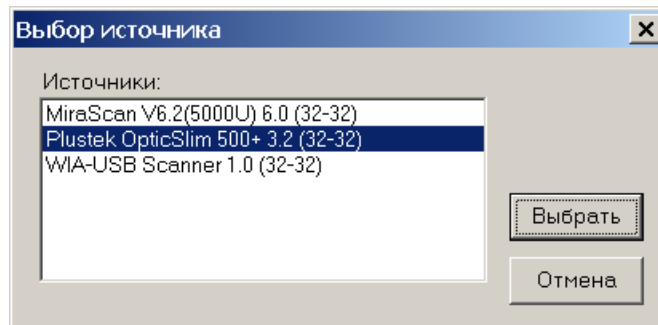 Выбор источника
Источники:
MiraScan V6.2(5000U) 6.0 (32-32)
Plustek OpticSlim 500+ 3.2 (32-32)
WIA-USB Scanner 1.0 (32-32)
Выбрать
Отмена